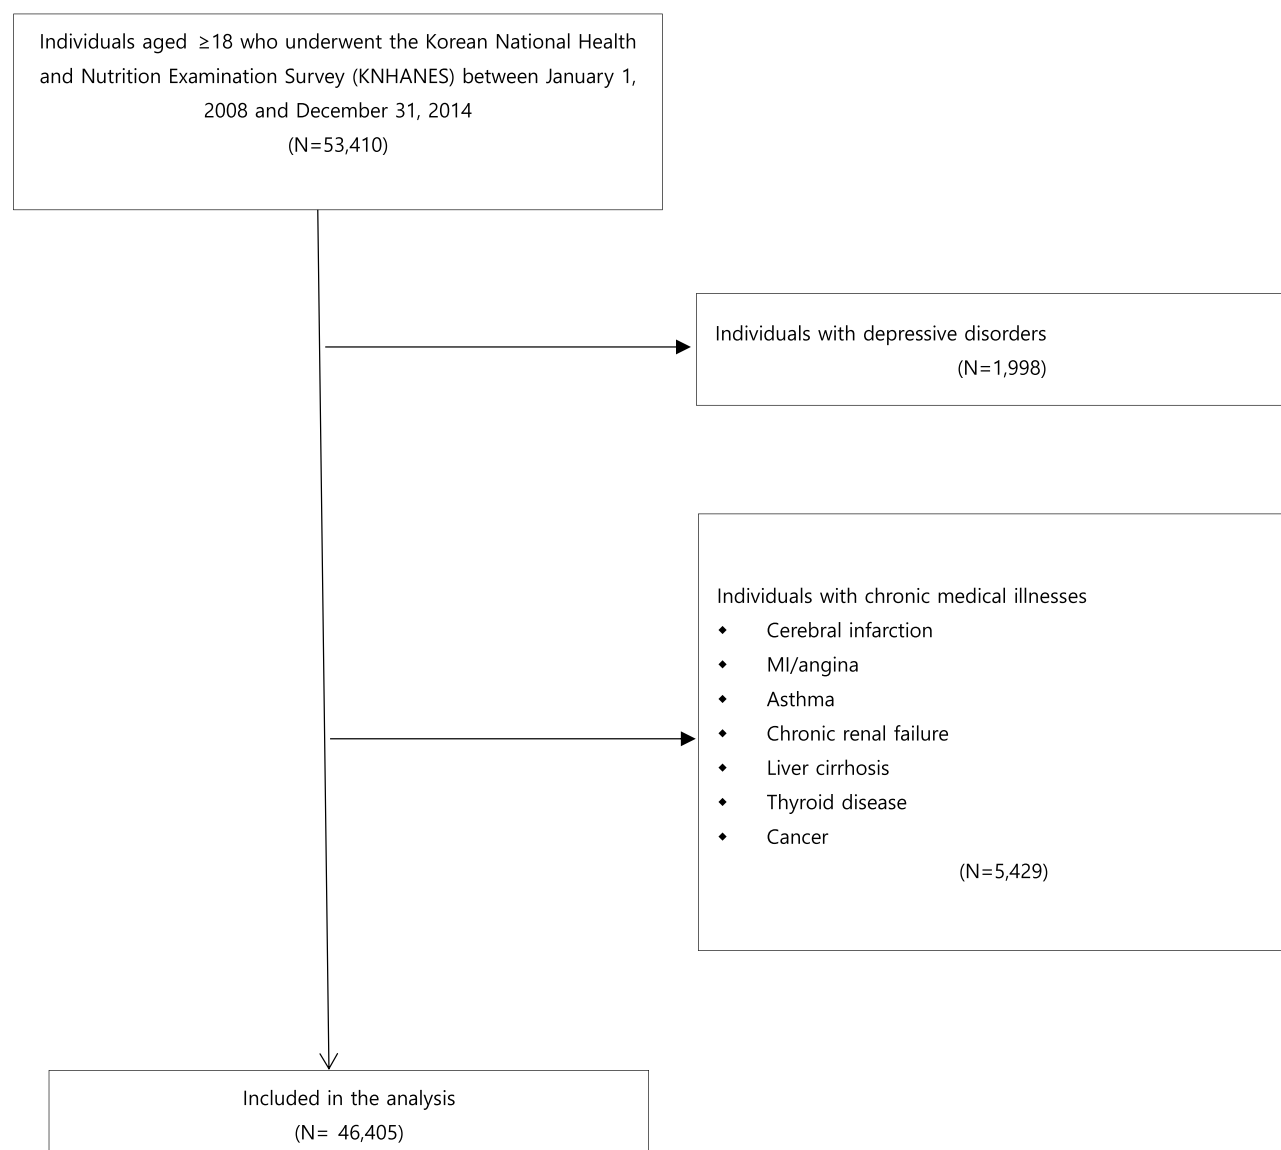 Individuals aged ≥18 who underwent the Korean National Health
and Nutrition Examination Survey (KNHANES) between January 1,
2008 and December 31, 2014
(N=53,410)
Individuals with depressive disorders
(N=1,998)
Individuals with chronic medical illnesses
◆ Cerebral infarction
◆ MI/angina
◆ Asthma
◆ Chronic renal failure
◆ Liver cirrhosis
◆ Thyroid disease
◆ Cancer
(N=5,429)
Included in the analysis
(N= 46,405)